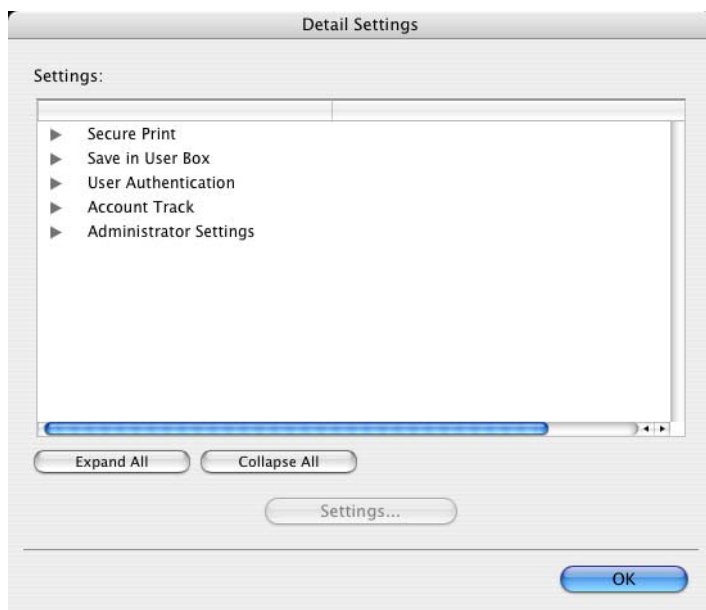 Detail Settings
Settings:
Secure Print
Save in User Box
User Authentication
Account Track
Administrator Settings
Expand All
Collapse All
Settings...
OK